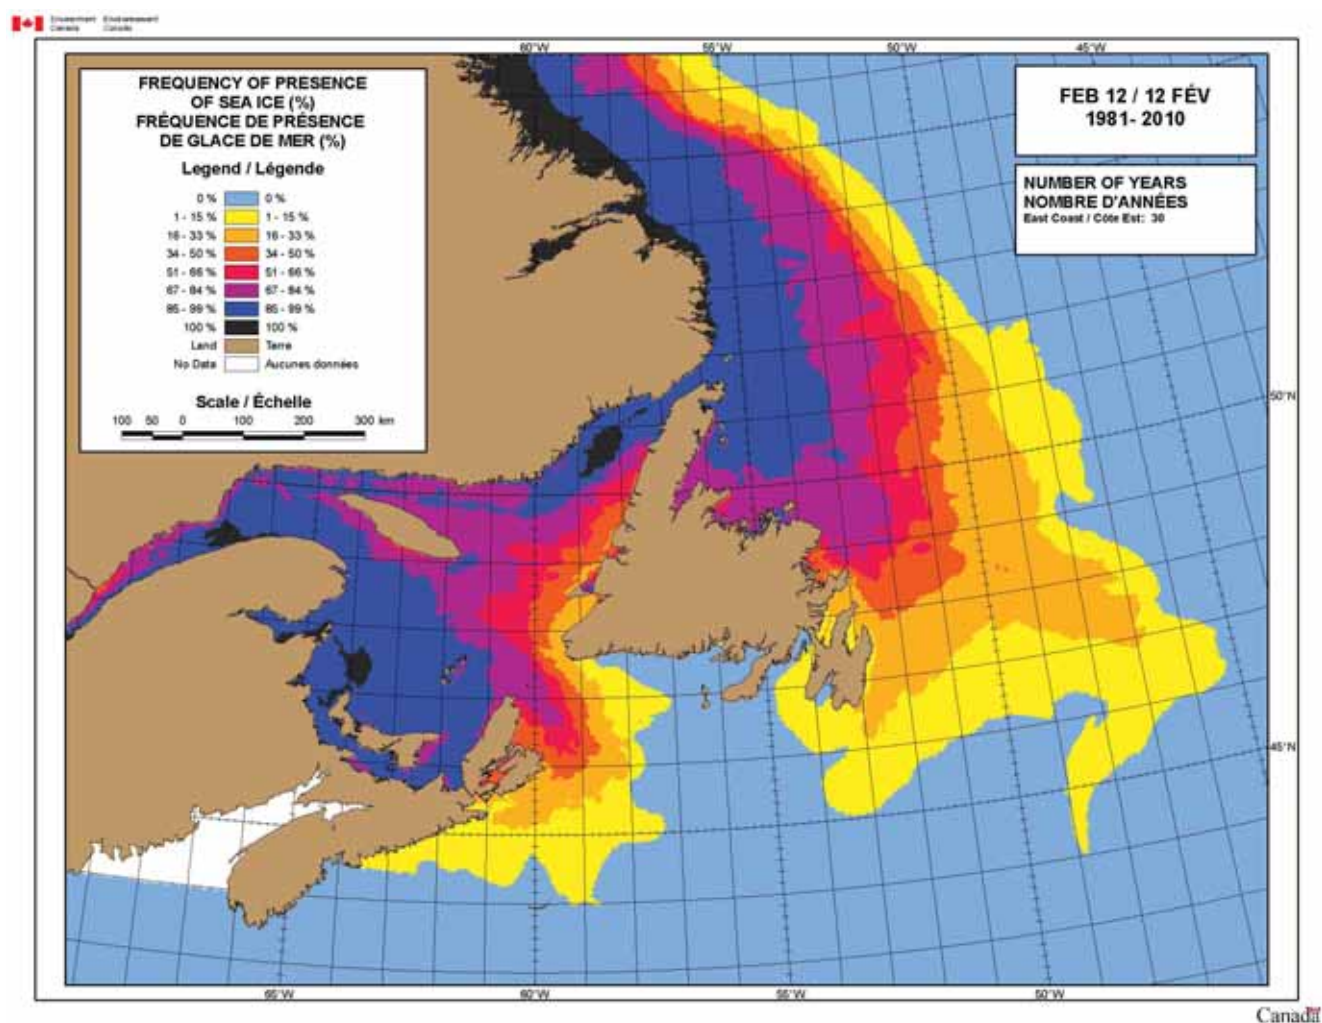 Environment Environnement
Canada Canada
60°W 55°W 50°W 45°W
FREQUENCY OF PRESENCE
OF SEA ICE (%)
FRÉQUENCE DE PRÉSENCE
DE GLACE DE MER (%)
Legend / Légende
0 % 0 %
1 - 15 % 1 - 15 %
16 - 33 % 16 - 33 %
34 - 50 % 34 - 50 %
51 - 66 % 51 - 66 %
67 - 84 % 67 - 84 %
85 - 99 % 85 - 99 %
100 % 100 %
Land Terre
No Data Aucunes données
Scale / Échelle
100 50 0 100 200 300 km
FEB 12 / 12 FÉV
1981- 2010
NUMBER OF YEARS
NOMBRE D'ANNÉES
East Coast / Côte Est: 30
50°N
45°N
65°W 60°W 55°W 50°W
Canada